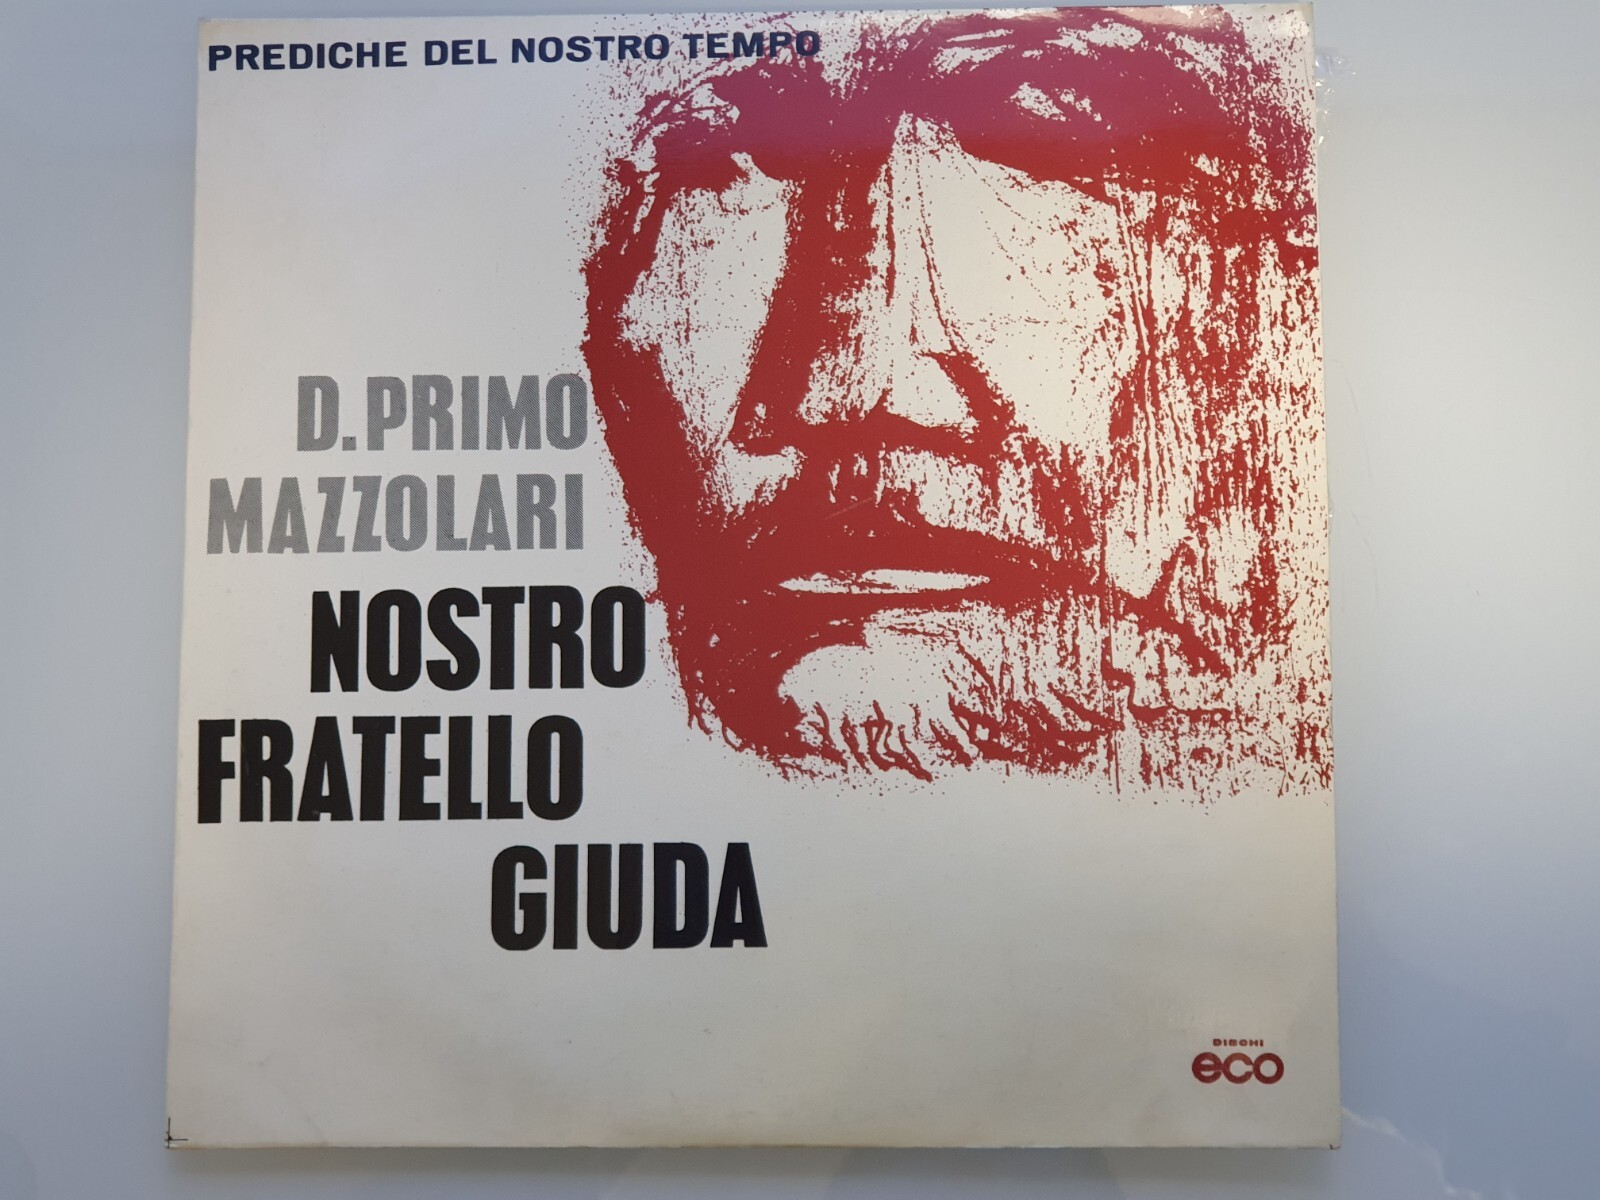 PREDICHE DEL NOSTRO TEMPO
D. PRIMO
MAZZOLARI
NOSTRO
FRATELLO
GIUDA
DISCHI
eco